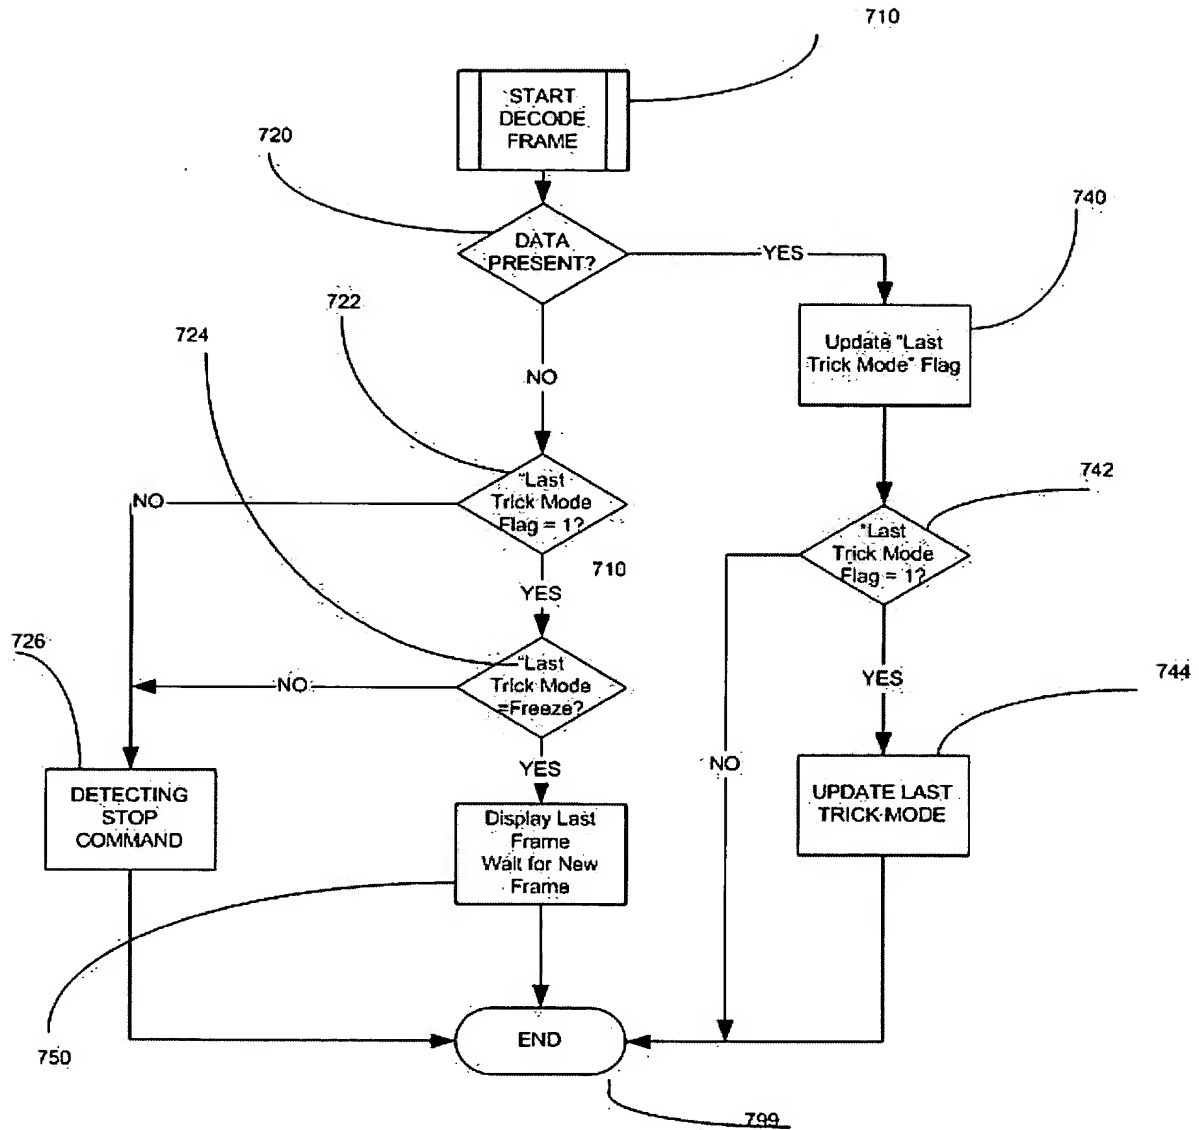 710
START
DECODE
FRAME
720
740
DATA
PRESENT?
YES
722
724
Update "Last
Trick Mode" Flag
NO
742
"Last
Trick Mode
Flag = 1?
NO
"Last
Trick Mode
Flag = 1?
710
YES
726
"Last
Trick Mode
=Freeze?
NO
YES
744
YES
NO
DETECTING
STOP
COMMAND
Display Last
Frame
Wait for New
Frame
UPDATE LAST
TRICK-MODE
END
750
799